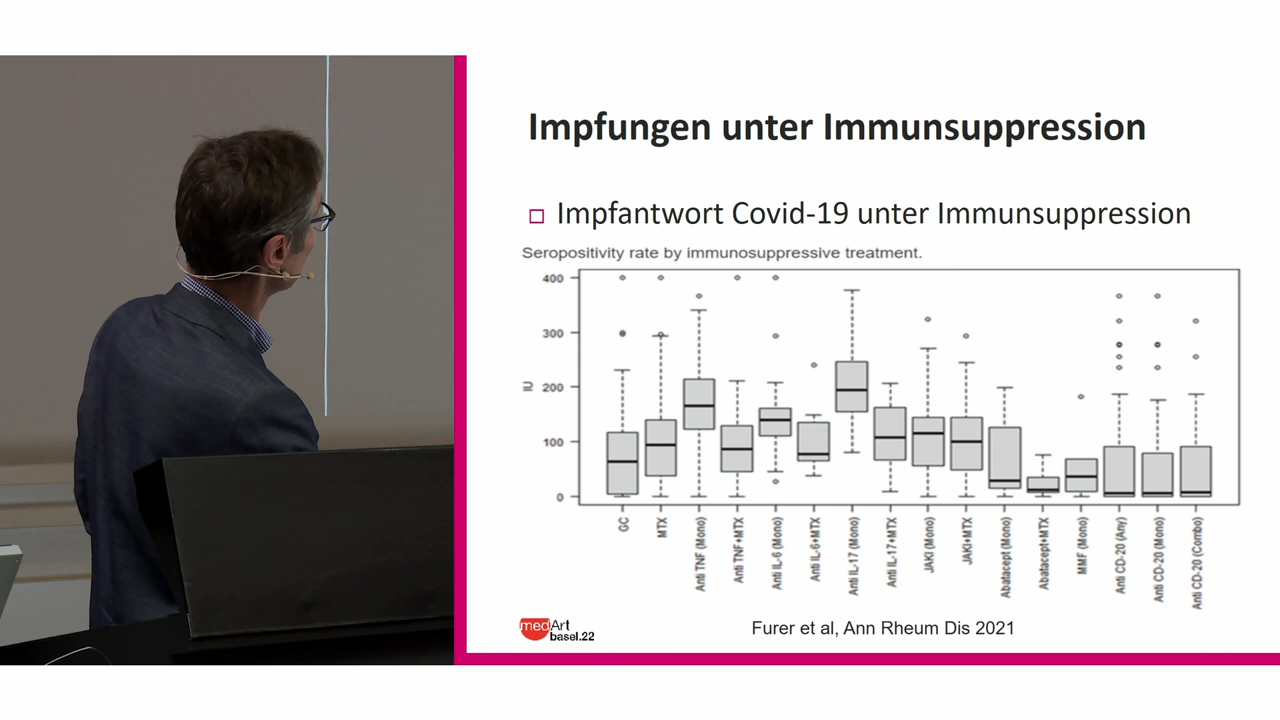 Impfungen unter Immunsuppression
Impfantwort Covid-19 unter Immunsuppression
Seropositivity rate by immunosuppressive treatment.
400
300
200
100
0
IU
GC
MTX
Anti TNF (Mono)
Anti TNF+MTX
Anti IL-6 (Mono)
Anti IL-6+MTX
Anti IL-17 (Mono)
Anti IL-17+MTX
JAKI (Mono)
JAKI+MTX
Abatacept (Mono)
Abatacept+MTX
MMF (Mono)
Anti CD-20 (Any)
Anti CD-20 (Mono)
Anti CD-20 (Combo)
medArt
basel.22
Furer et al, Ann Rheum Dis 2021